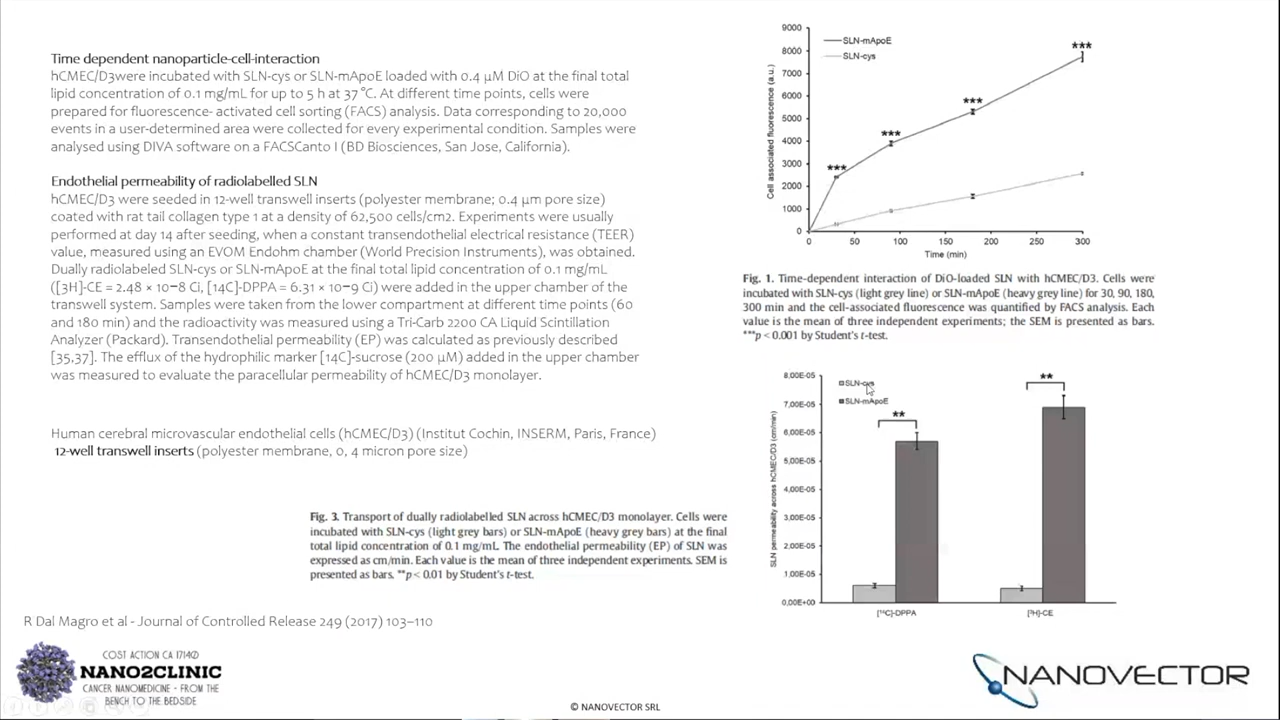 Time dependent nanoparticle-cell-interaction
hCMEC/D3were incubated with SLN-cys or SLN-mApoE loaded with 0.4 μM DiO at the final total
lipid concentration of 0.1 mg/mL for up to 5 h at 37 °C. At different time points, cells were
prepared for fluorescence- activated cell sorting (FACS) analysis. Data corresponding to 20,000
events in a user-determined area were collected for every experimental condition. Samples were
analysed using DIVA software on a FACSCanto I (BD Biosciences, San Jose, California).
Endothelial permeability of radiolabelled SLN
hCMEC/D3 were seeded in 12-well transwell inserts (polyester membrane; 0.4 μm pore size)
coated with rat tail collagen type 1 at a density of 62,500 cells/cm2. Experiments were usually
performed at day 14 after seeding, when a constant transendothelial electrical resistance (TEER)
value, measured using an EVOM Endohm chamber (World Precision Instruments), was obtained.
Dually radiolabeled SLN-cys or SLN-mApoE at the final total lipid concentration of 0.1 mg/mL
([3H]-CE = 2.48 × 10−8 Ci, [14C]-DPPA = 6.31 × 10−9 Ci) were added in the upper chamber of the
transwell system. Samples were taken from the lower compartment at different time points (60
and 180 min) and the radioactivity was measured using a Tri-Carb 2200 CA Liquid Scintillation
Analyzer (Packar'd). Transendothelial permeability (EP) was calculated as previously described
[35,37]. The efflux of the hydrophilic marker [14C]-sucrose (200 μM) added in the upper chamber
was measured to evaluate the paracellular permeability of hCMEC/D3 monolayer.
Human cerebral microvascular endothelial cells (hCMEC/D3) (Institut Cochin, INSERM, Paris, France)
12-well transwell inserts (polyester membrane, 0, 4 micron pore size)
Fig. 3. Transport of dually radiolabelled SLN across hCMEC/D3 monolayer. Cells were
incubated with SLN-cys (light grey bars) or SLN-mApoE (heavy grey bars) at the final
total lipid concentration of 0.1 mg/mL. The endothelial permeability (EP) of SLN was
expressed as cm/min. Each value is the mean of three independent experiments. SEM is
presented as bars. **p < 0.01 by Student's t-test.
R Dal Magro et al - Journal of Controlled Release 249 (2017) 103–110
9000
8000
7000
6000
5000
4000
3000
2000
1000
0
Cell associated fluorescence (a.u.)
SLN-mApoE
SLN-cys
***
***
***
***
0
50
100
150
200
250
300
Time (min)
Fig. 1. Time-dependent interaction of DiO-loaded SLN with hCMEC/D3. Cells were
incubated with SLN-cys (light grey line) or SLN-mApoE (heavy grey line) for 30, 90, 180,
300 min and the cell-associated fluorescence was quantified by FACS analysis. Each
value is the mean of three independent experiments; the SEM is presented as bars.
***p < 0.001 by Student's t-test.
8,00E-05
7,00E-05
6,00E-05
5,00E-05
4,00E-05
3,00E-05
2,00E-05
1,00E-05
0,00E+00
SLN permeability across hCMEC/D3 (cm/min)
SLN-cys
SLN-mApoE
**
**
[14C]-DPPA
[3H]-CE
COST ACTION CA 17140
NANO2CLINIC
CANCER NANOMEDICINE - FROM THE
BENCH TO THE BEDSIDE
© NANOVECTOR SRL
NANOVECTOR